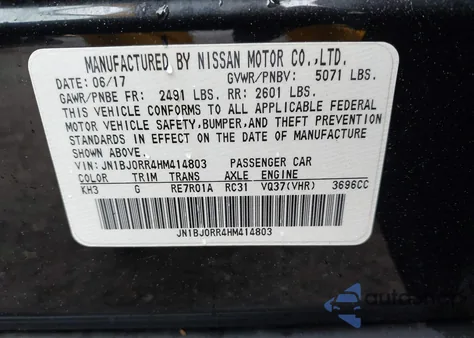 MANUFACTURED BY NISSAN MOTOR CO.,LTD.
DATE: 06/17 GVWR/PNBV: 5071 LBS.
GAWR/PNBE FR: 2491 LBS. RR: 2601 LBS.
THIS VEHICLE CONFORMS TO ALL APPLICABLE FEDERAL
MOTOR VEHICLE SAFETY, BUMPER, AND THEFT PREVENTION
STANDARDS IN EFFECT ON THE DATE OF MANUFACTURE
SHOWN ABOVE.
VIN: JN1BJ0RR4HM414803 PASSENGER CAR
COLOR TRIM TRANS AXLE ENGINE
KH3 G RE7R01A RC31 VQ37(VHR) 3696CC
JN1BJ0RR4HM414803